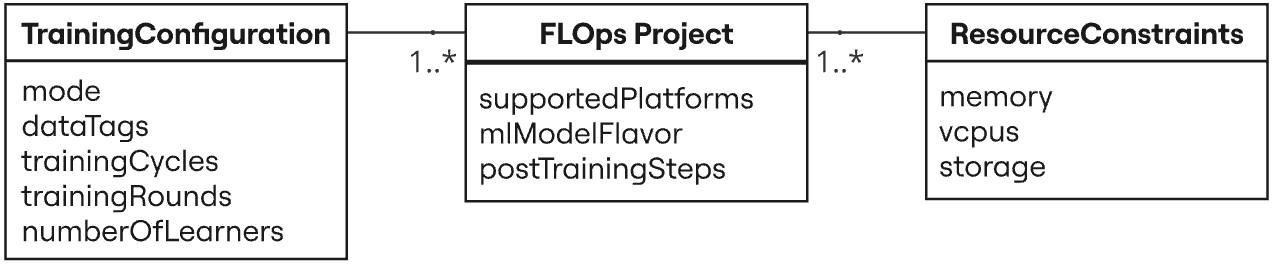 TrainingConfiguration
mode
dataTags
trainingCycles
trainingRounds
numberOfLearners
1..*
FLOps Project
supportedPlatforms
mlModelFlavor
postTrainingSteps
1..*
ResourceConstraints
memory
vcpus
storage